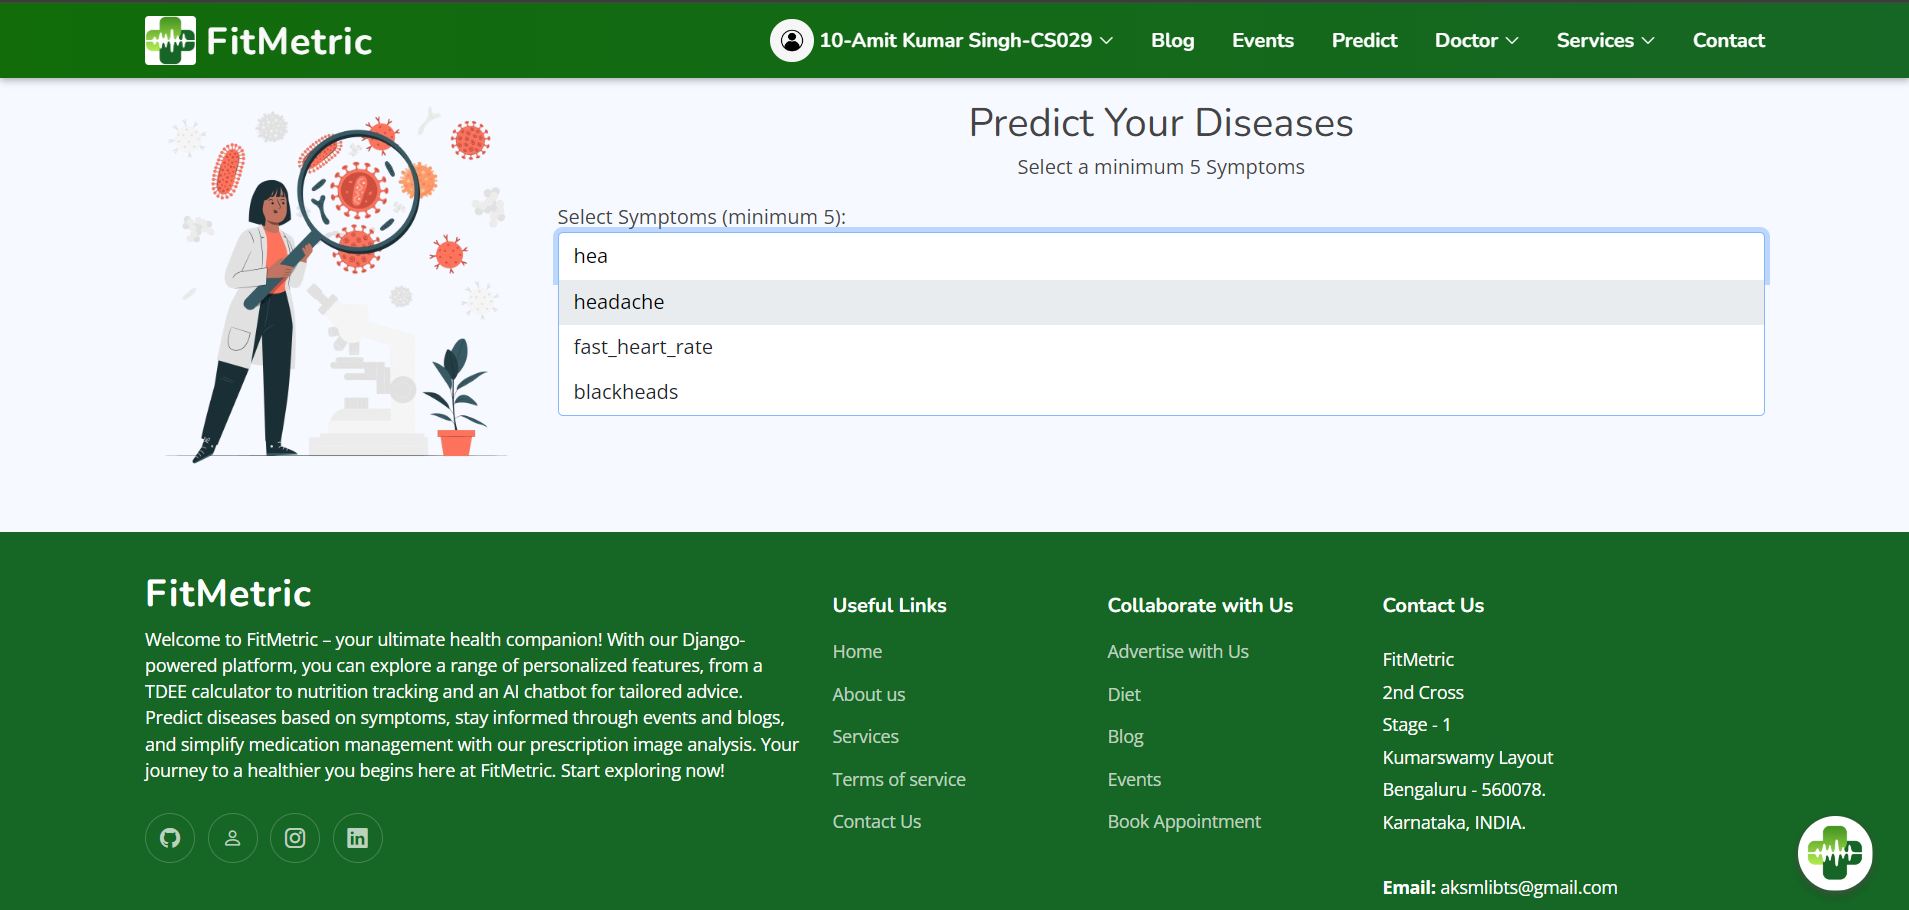 FitMetric
10-Amit Kumar Singh-CS029
Blog
Events
Predict
Doctor
Services
Contact
Predict Your Diseases
Select a minimum 5 Symptoms
Select Symptoms (minimum 5):
hea
headache
fast_heart_rate
blackheads
FitMetric
Welcome to FitMetric – your ultimate health companion! With our Django-
powered platform, you can explore a range of personalized features, from a
TDEE calculator to nutrition tracking and an AI chatbot for tailored advice.
Predict diseases based on symptoms, stay informed through events and blogs,
and simplify medication management with our prescription image analysis. Your
journey to a healthier you begins here at FitMetric. Start exploring now!
Useful Links
Home
About us
Services
Terms of service
Contact Us
Collaborate with Us
Advertise with Us
Diet
Blog
Events
Book Appointment
Contact Us
FitMetric
2nd Cross
Stage - 1
Kumarswamy Layout
Bengaluru - 560078.
Karnataka, INDIA.
Email: aksmlibts@gmail.com